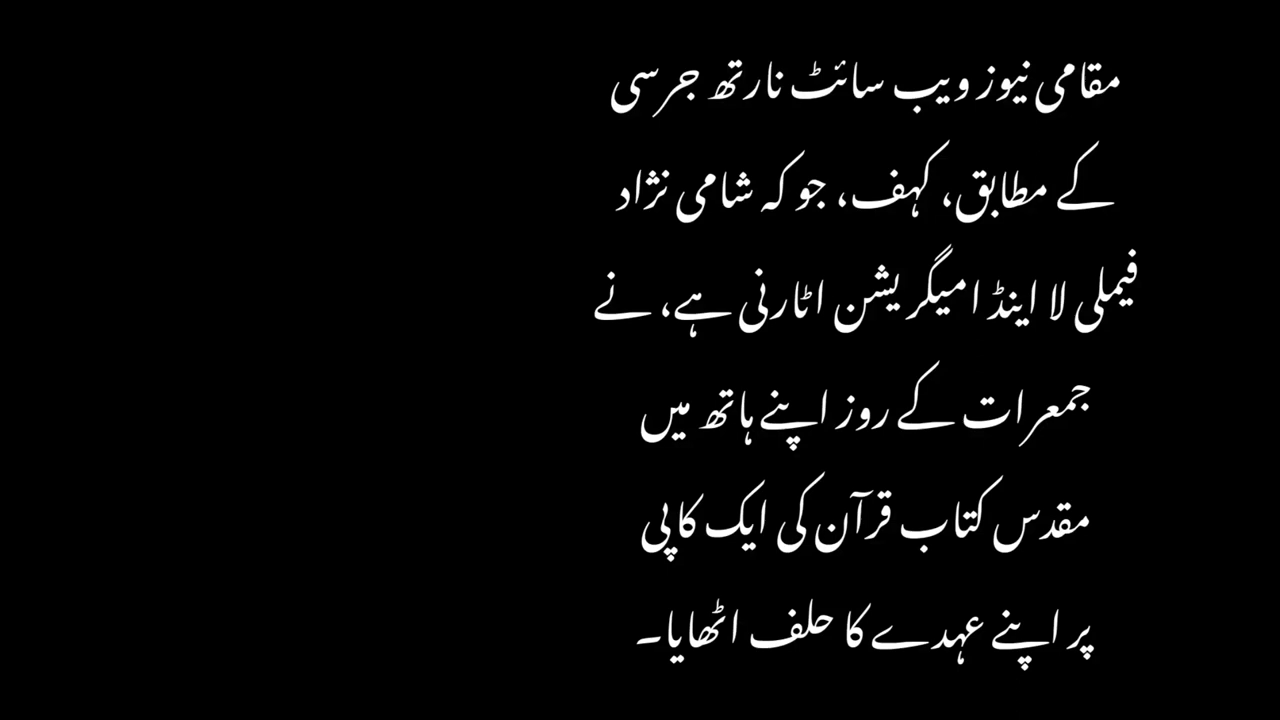 مقامی نیوز ویب سائٹ نارتھ جرسی
کے مطابق، کہف، جو کہ شامی نژاد
فیملی لا اینڈ امیگریشن اٹارنی ہے، نے
جمعرات کے روز اپنے ہاتھ میں
مقدس کتاب قرآن کی ایک کاپی
پر اپنے عہدے کا حلف اٹھایا۔